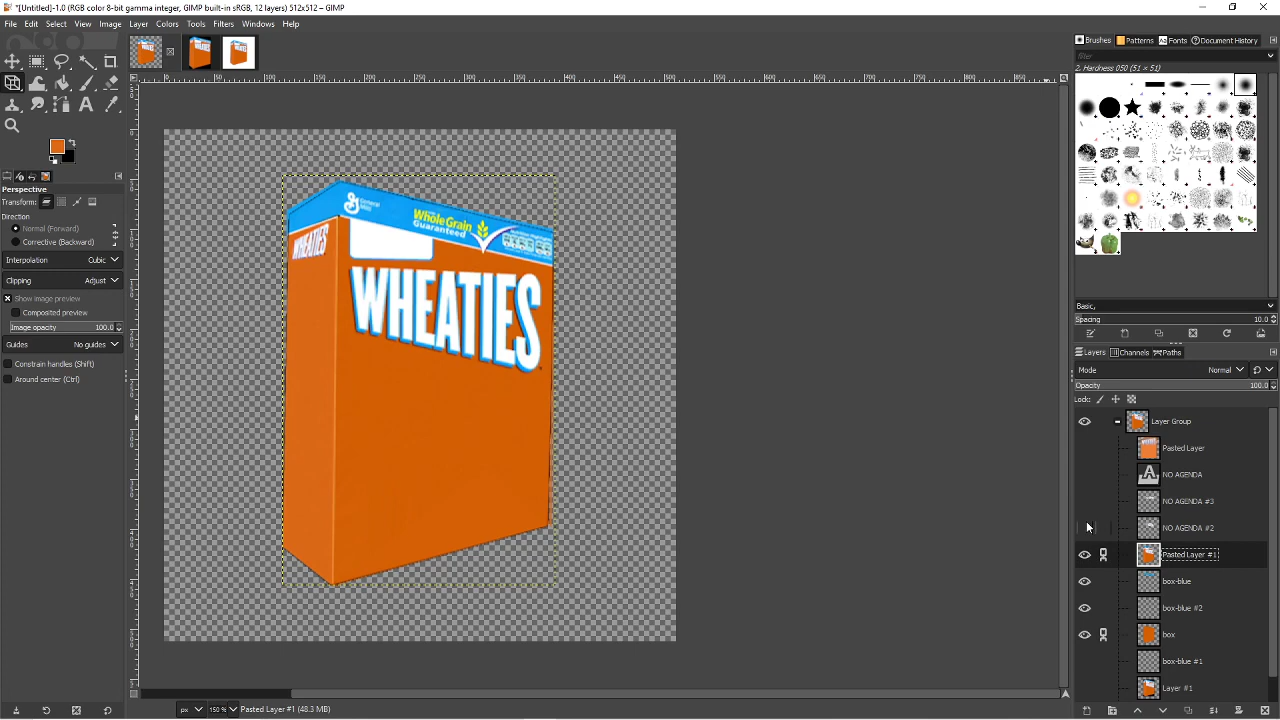 *[Untitled]-1.0 (RGB color 8-bit gamma integer, GIMP built-in sRGB, 12 layers) 512x512 – GIMP
File Edit Select View Image Layer Colors Tools Filters Windows Help
Brushes Patterns Fonts Document History
filter
2. Hardness 050 (51 × 51)
Perspective
Transform:
Direction
Normal (Forward)
Corrective (Backward)
Interpolation Cubic
Clipping Adjust
Show image preview
Composited preview
Image opacity 100.0
Guides No guides
Constrain handles (Shift)
Around center (Ctrl)
General Mills
Whole Grain
Guaranteed
WHEATIES
WHEATIES
Basic,
Spacing 10.0
Layers Channels Paths
Mode Normal
Opacity 100.0
Lock:
Layer Group
Pasted Layer
NO AGENDA
NO AGENDA #3
NO AGENDA #2
Pasted Layer #1
box-blue
box-blue #2
box
box-blue #1
Layer #1
px 150 % Pasted Layer #1 (48.3 MB)